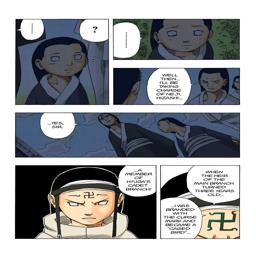 ?
WELL
THEN...
I'LL BE
TAKING
CHARGE
OF NEJI,
HIZASHI.
...YES,
SIR.
WHEN
THE HEIR
OF THE
MAIN BRANCH
TURNED
THREE YEARS
OLD...
...I WAS
BRANDED
WITH THE
CURSE
MARK AND
BECAME A
"CAGED
BIRD"...
...A
MEMBER
OF
HYUGA'S
CADET
BRANCH!